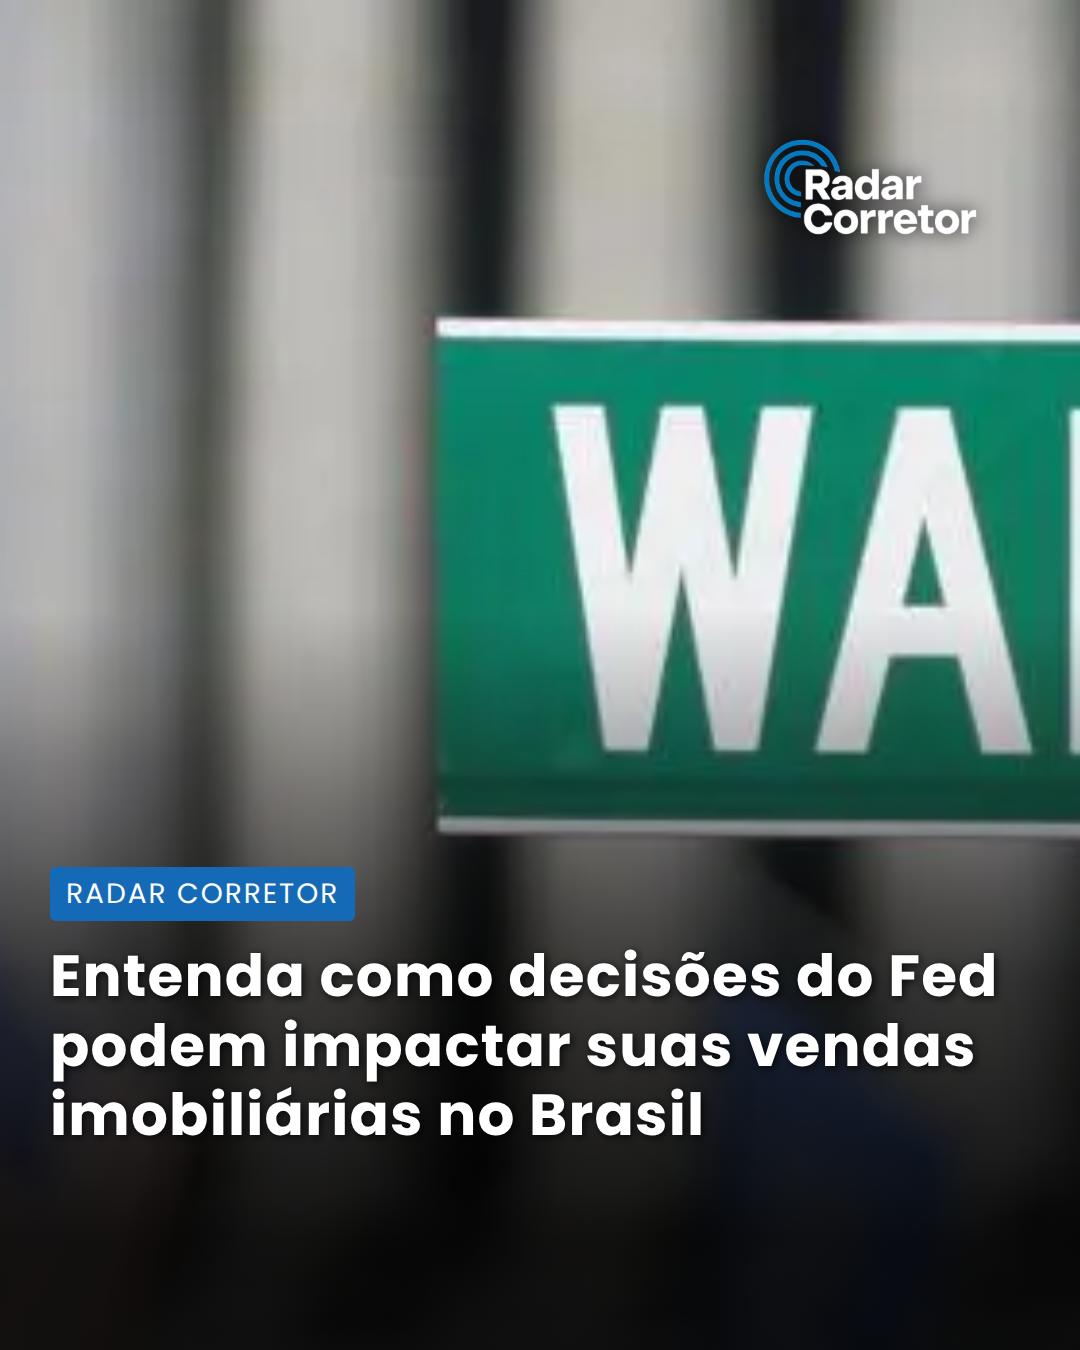 Radar
Corretor
WA
RADAR CORRETOR
Entenda como decisões do Fed
podem impactar suas vendas
imobiliárias no Brasil